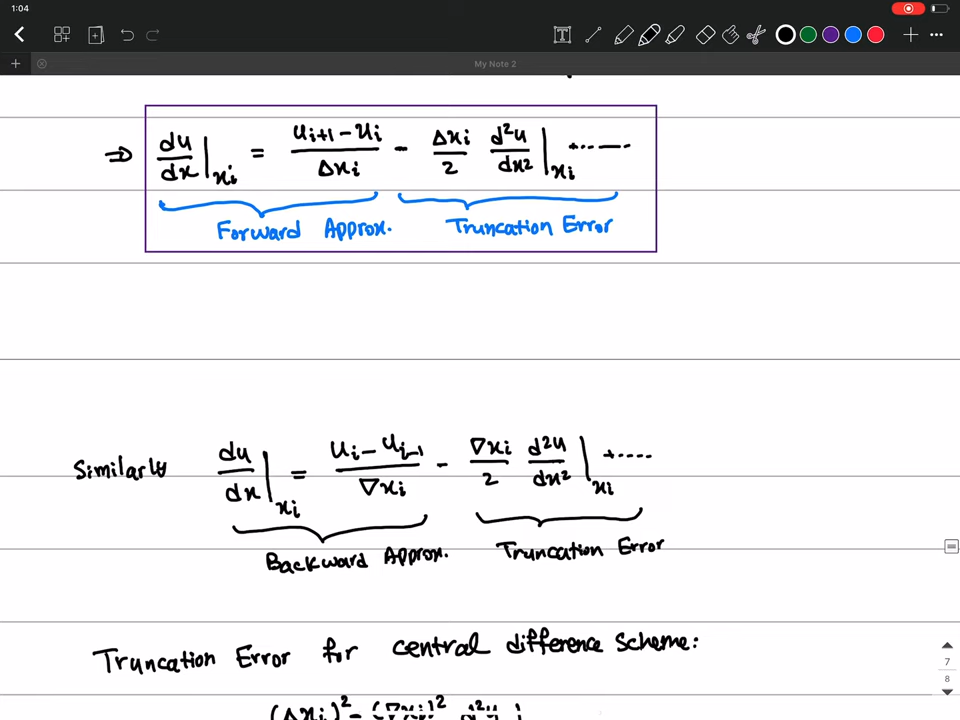 1:04
My Note 2
⇒ du/dx|xi = (ui+1 − ui)/Δxi − Δxi/2 d²u/dx²|xi + ......
Forward Approx. Truncation Error
Similarly du/dx|xi = (ui − ui−1)/∇xi − ∇xi/2 d²u/dx²|xi + ....
Backward Approx. Truncation Error
Truncation Error for central difference Scheme:
7
8